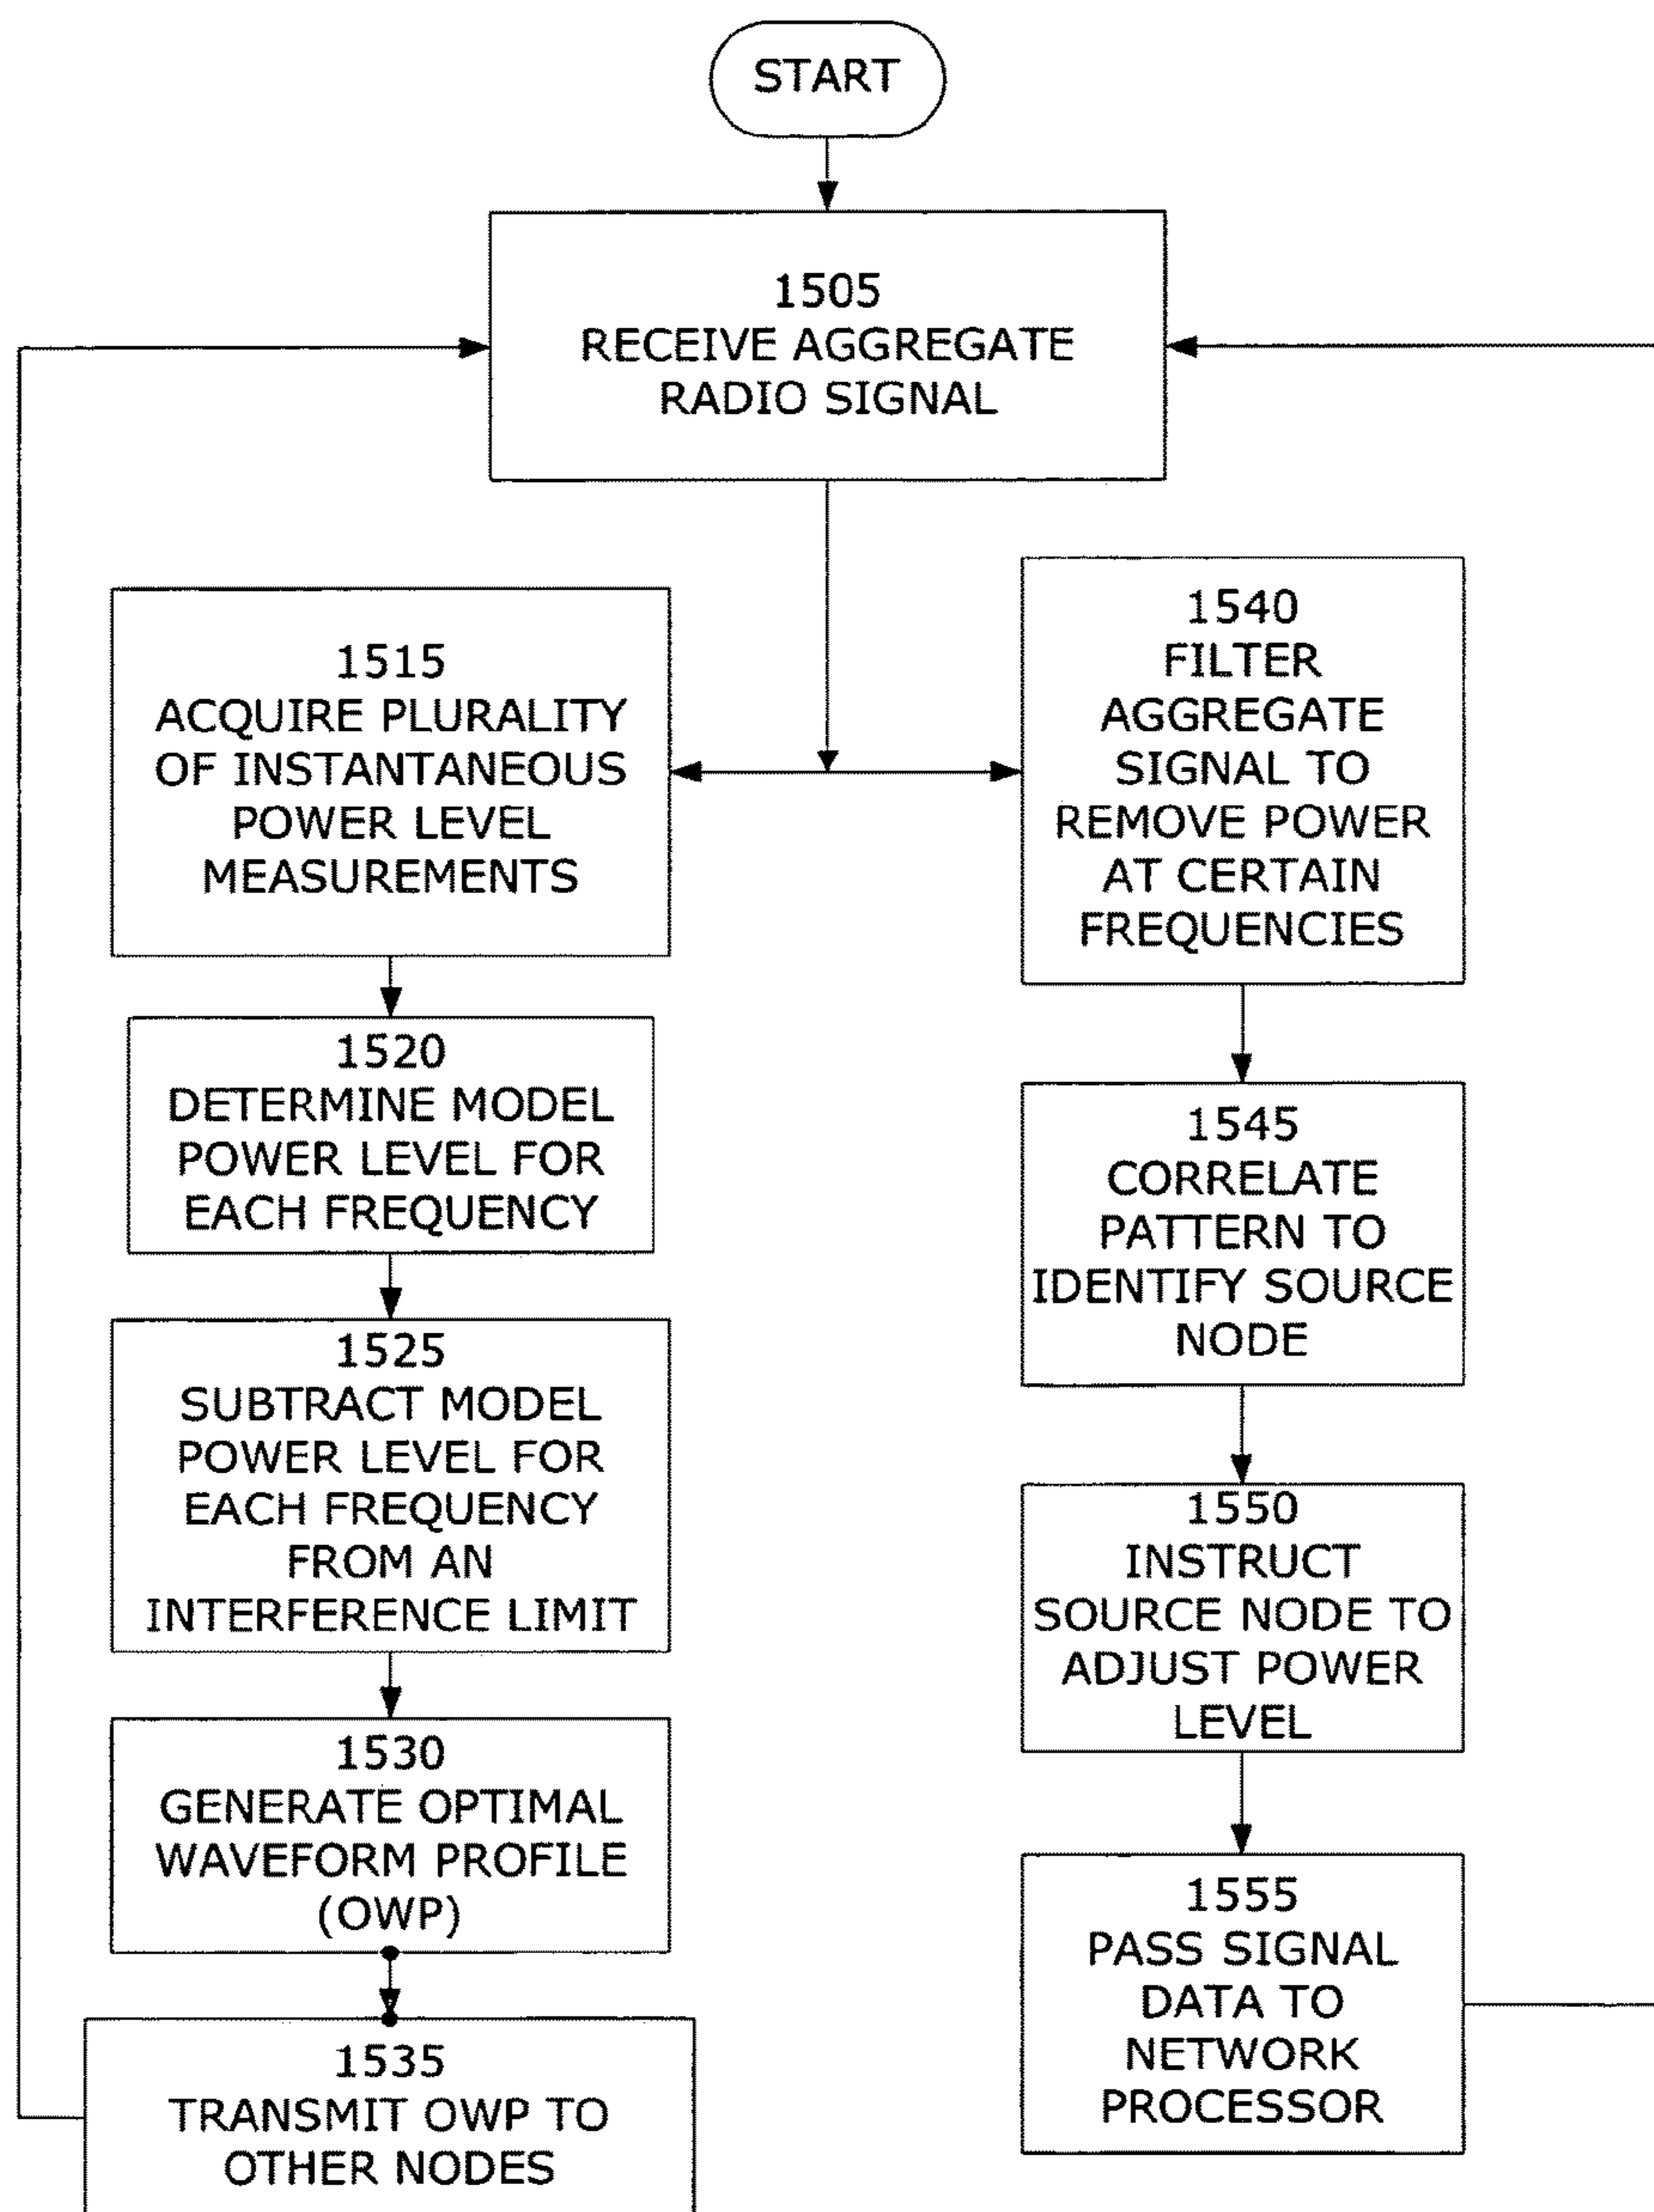 START
1505
RECEIVE AGGREGATE
RADIO SIGNAL
1515
ACQUIRE PLURALITY
OF INSTANTANEOUS
POWER LEVEL
MEASUREMENTS
1520
DETERMINE MODEL
POWER LEVEL FOR
EACH FREQUENCY
1525
SUBTRACT MODEL
POWER LEVEL FOR
EACH FREQUENCY
FROM AN
INTERFERENCE LIMIT
1530
GENERATE OPTIMAL
WAVEFORM PROFILE
(OWP)
1535
TRANSMIT OWP TO
OTHER NODES
1540
FILTER
AGGREGATE
SIGNAL TO
REMOVE POWER
AT CERTAIN
FREQUENCIES
1545
CORRELATE
PATTERN TO
IDENTIFY SOURCE
NODE
1550
INSTRUCT
SOURCE NODE TO
ADJUST POWER
LEVEL
1555
PASS SIGNAL
DATA TO
NETWORK
PROCESSOR